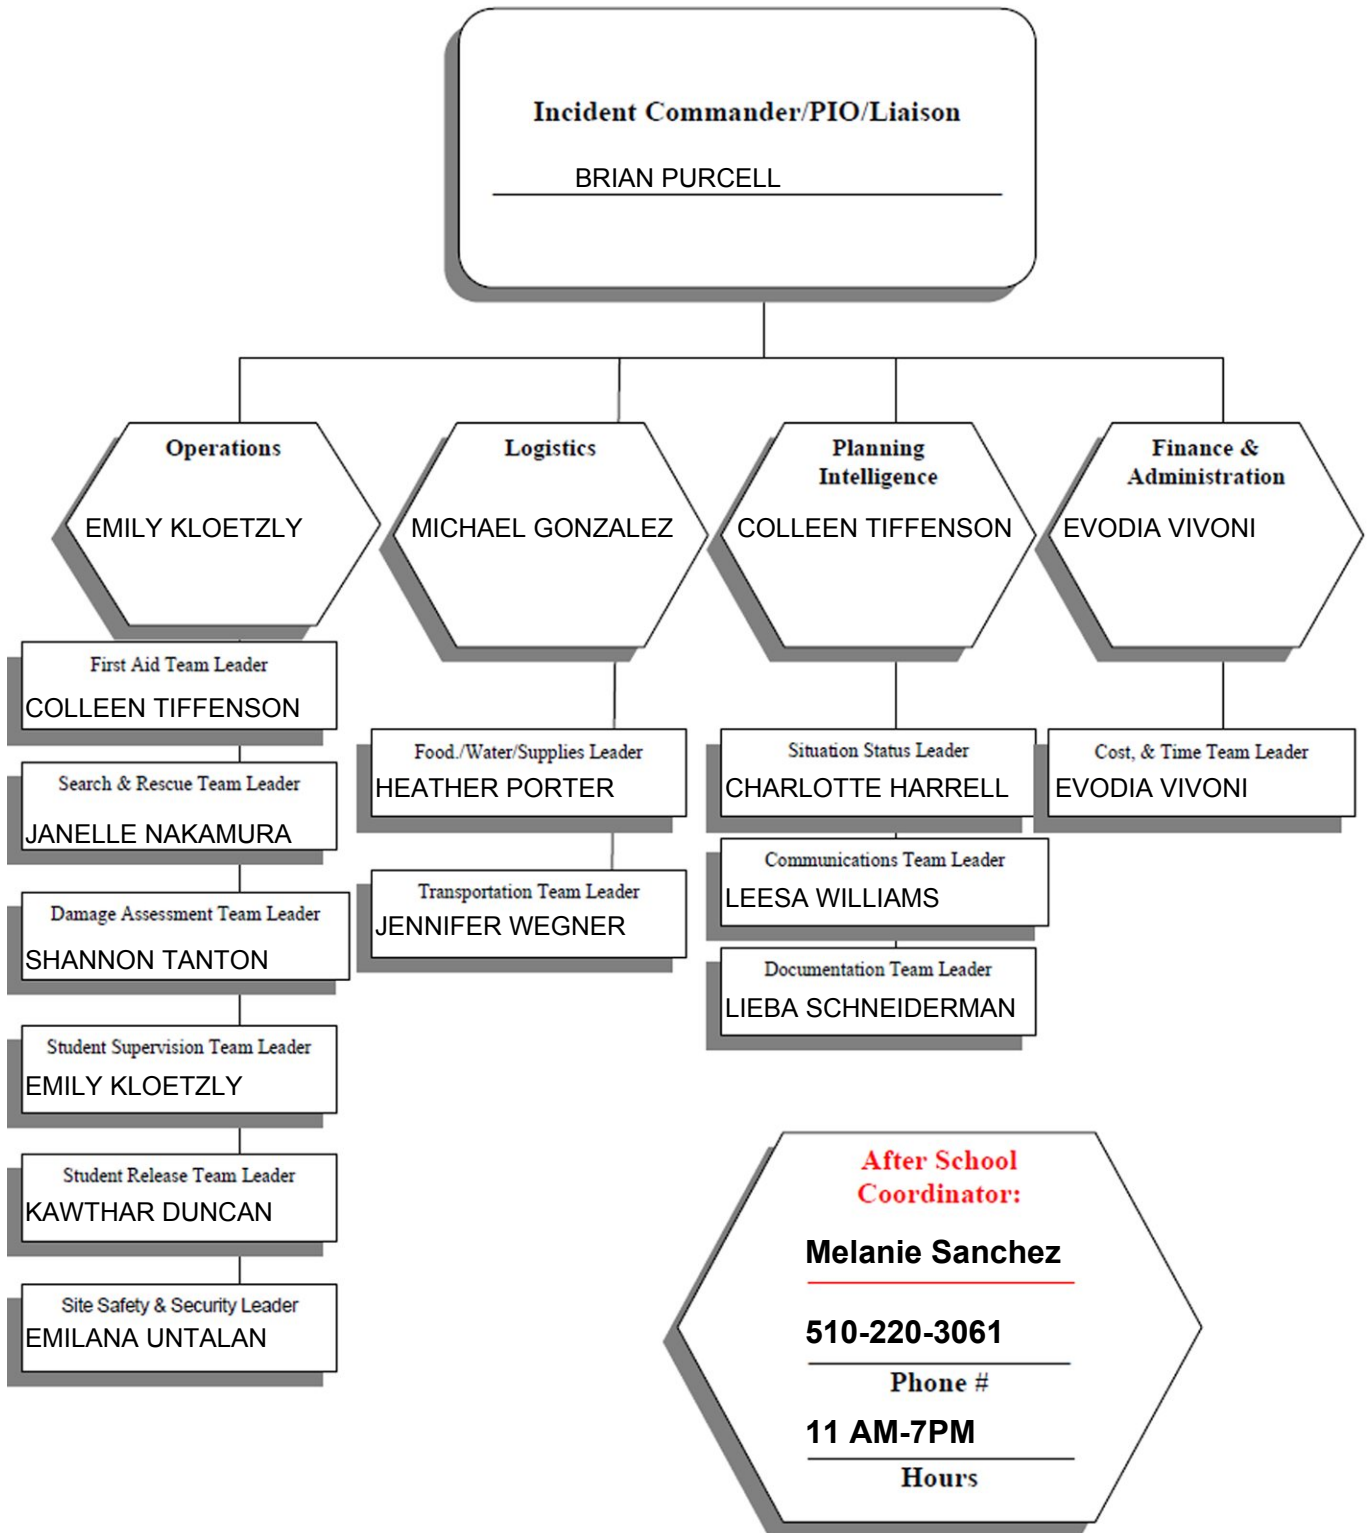 Incident Commander/PIO/Liaison
BRIAN PURCELL
Operations
EMILY KLOETZLY
Logistics
MICHAEL GONZALEZ
Planning
Intelligence
COLLEEN TIFFENSON
Finance &
Administration
EVODIA VIVONI
First Aid Team Leader
COLLEEN TIFFENSON
Search & Rescue Team Leader
JANELLE NAKAMURA
Damage Assessment Team Leader
SHANNON TANTON
Student Supervision Team Leader
EMILY KLOETZLY
Student Release Team Leader
KAWTHAR DUNCAN
Site Safety & Security Leader
EMILANA UNTALAN
Food./Water/Supplies Leader
HEATHER PORTER
Transportation Team Leader
JENNIFER WEGNER
Situation Status Leader
CHARLOTTE HARRELL
Communications Team Leader
LEESA WILLIAMS
Documentation Team Leader
LIEBA SCHNEIDERMAN
Cost, & Time Team Leader
EVODIA VIVONI
After School
Coordinator:
Melanie Sanchez
510-220-3061
Phone #
11 AM-7PM
Hours